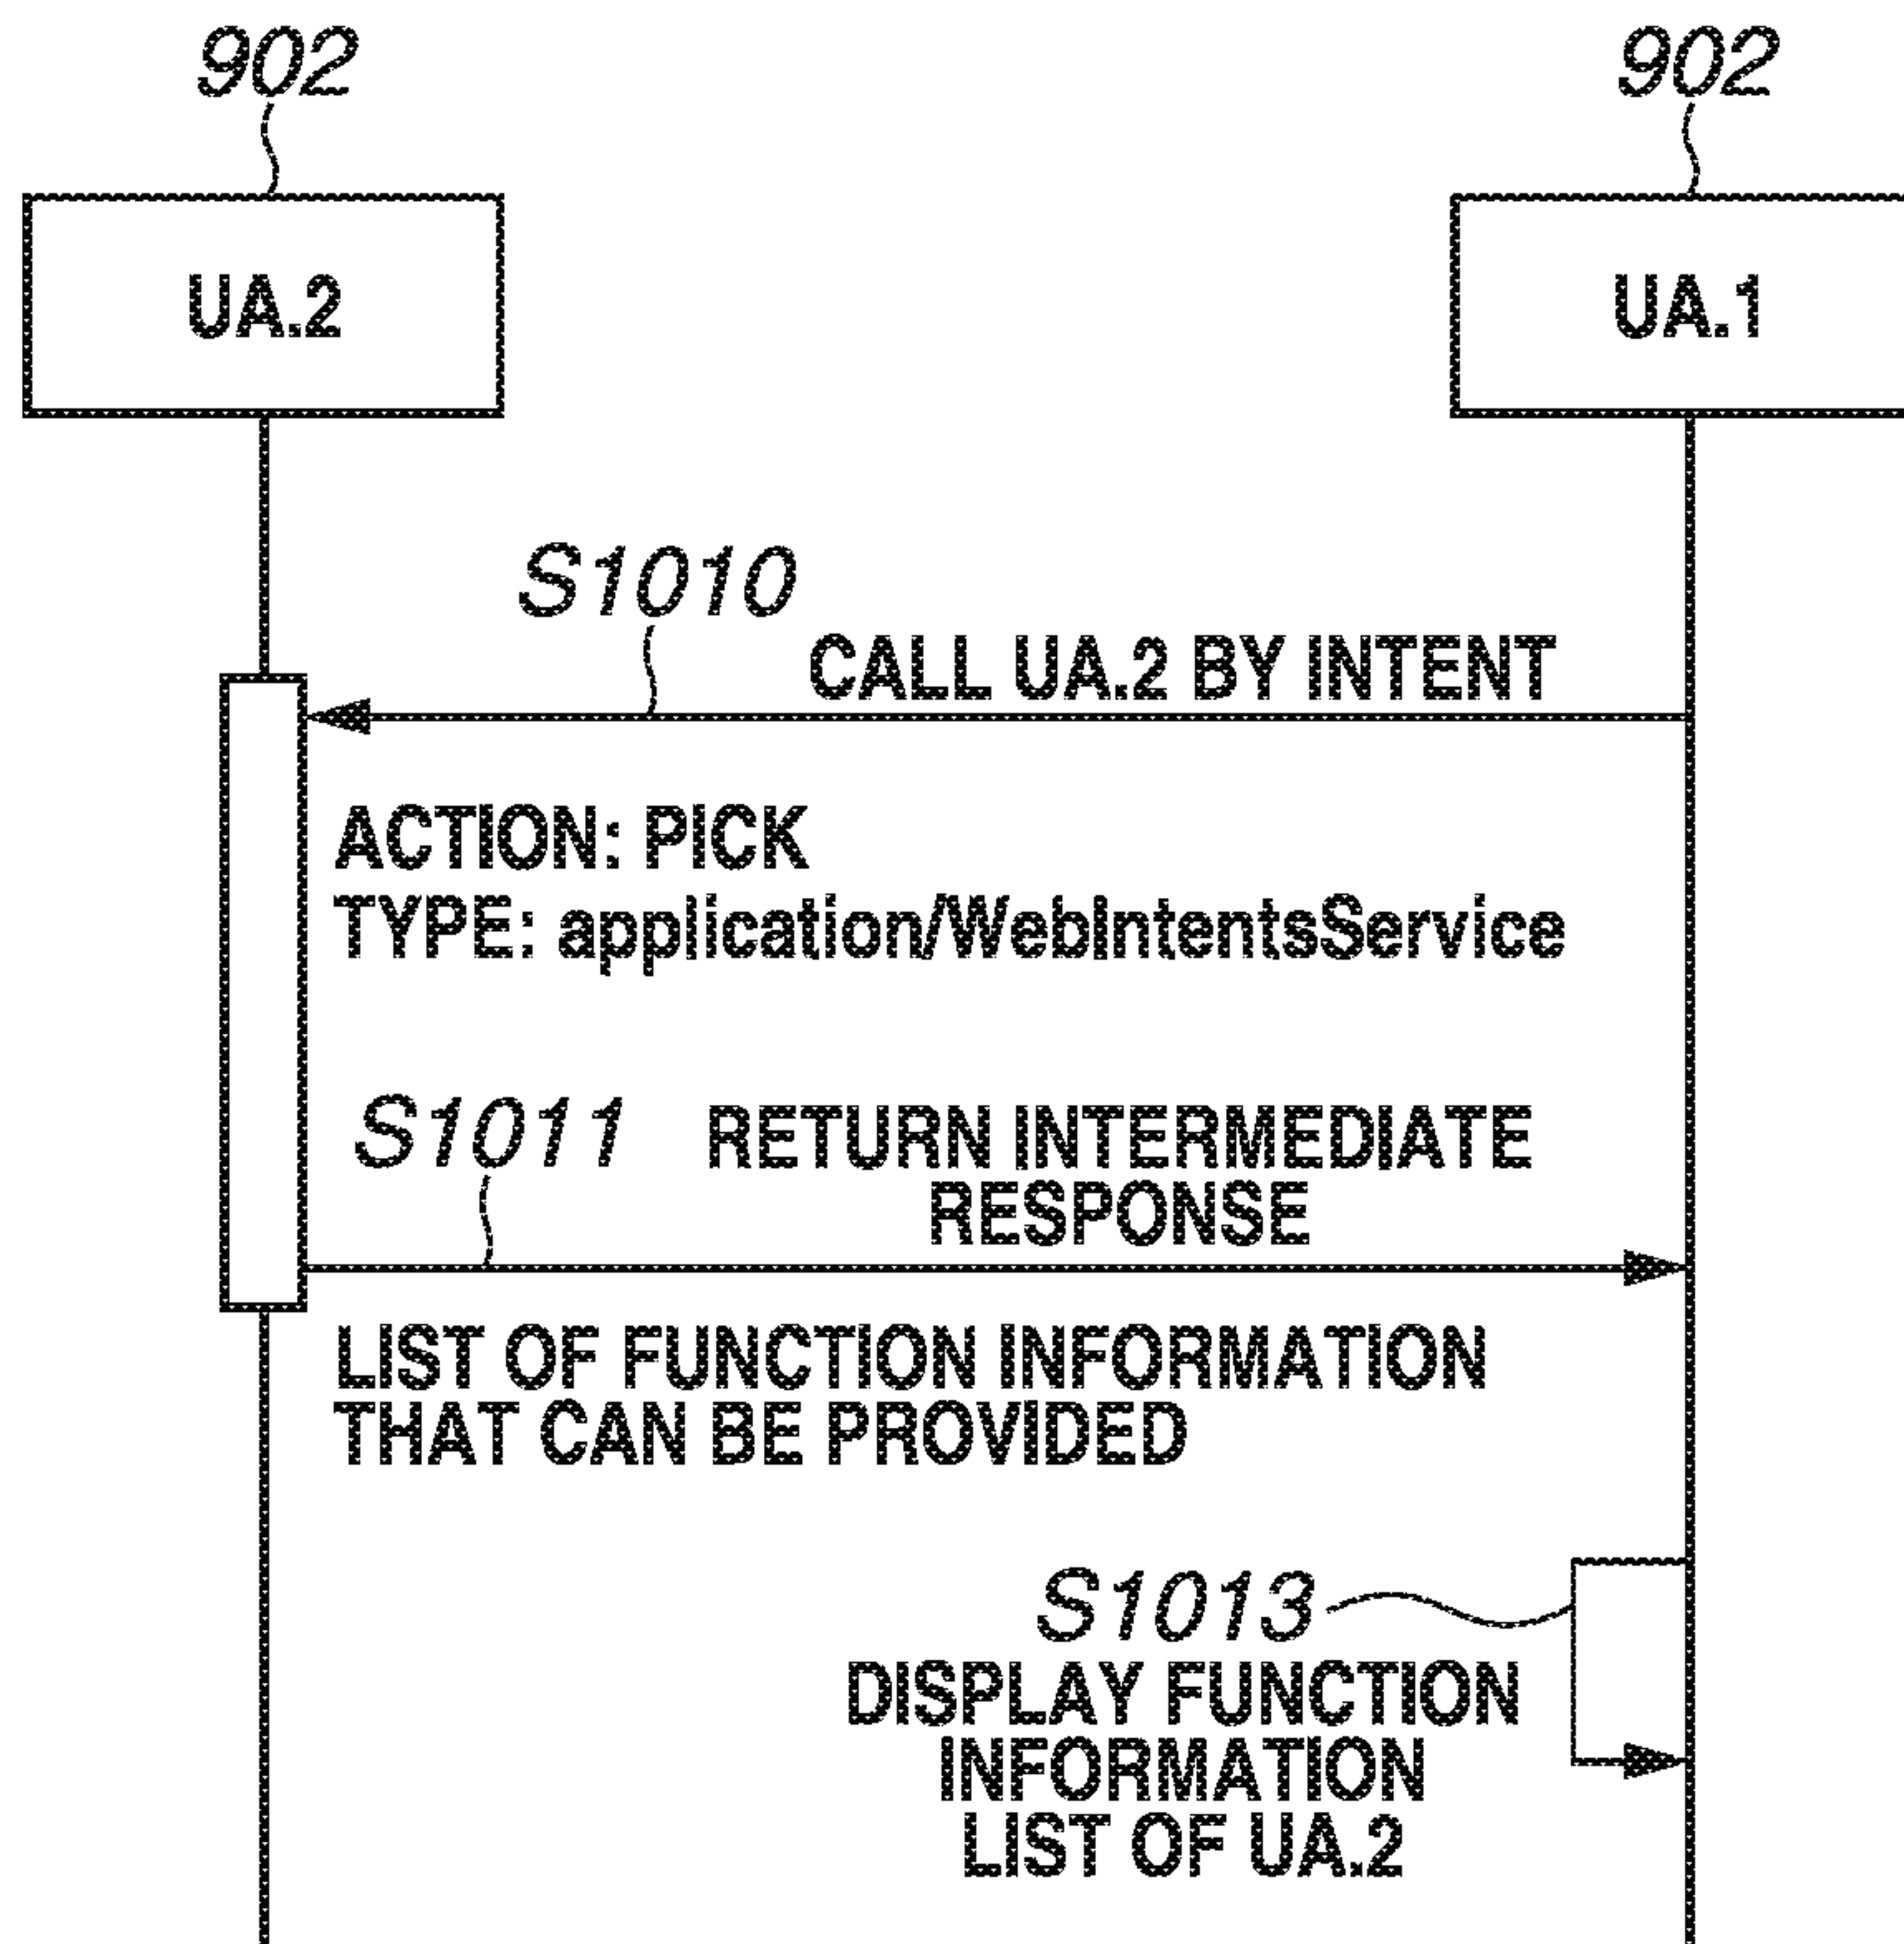 902
902
UA.2
UA.1
S1010
CALL UA.2 BY INTENT
ACTION: PICK
TYPE: application/WebIntentsService
S1011
RETURN INTERMEDIATE
RESPONSE
LIST OF FUNCTION INFORMATION
THAT CAN BE PROVIDED
S1013
DISPLAY FUNCTION
INFORMATION
LIST OF UA.2